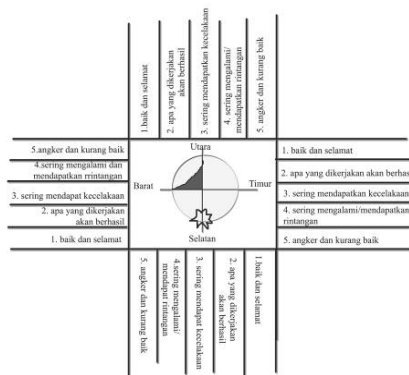 1.baik dan selamat
2. apa yang dikerjakan
akan berhasil
3. sering mendapatkan kecelakaan
4. sering mengalami/
mendapatkan rintangan
5. angker dan kurang baik
5.angker dan kurang baik
4.sering mengalami dan
mendapatkan rrintangan
3. sering mendapat kecelakaan
2. apa yang dikerjakan
akan berhasil
1. baik dan selamat
Utara
Barat
Timur
Selatan
1. baik dan selamat
2. apa yang dikerjakan akan berhas
3. sering mendapatkan kecelakaan
4. sering mengalami/mendapatkan
rintangan
5. angker dan kurang baik
5. angker dan kurang baik
4.sering mengalami/
mendapat rintangan
3. sering mendapat kecelakaan
2. apa yang dikerjakan
akan berhasil
1.baik dan selamat